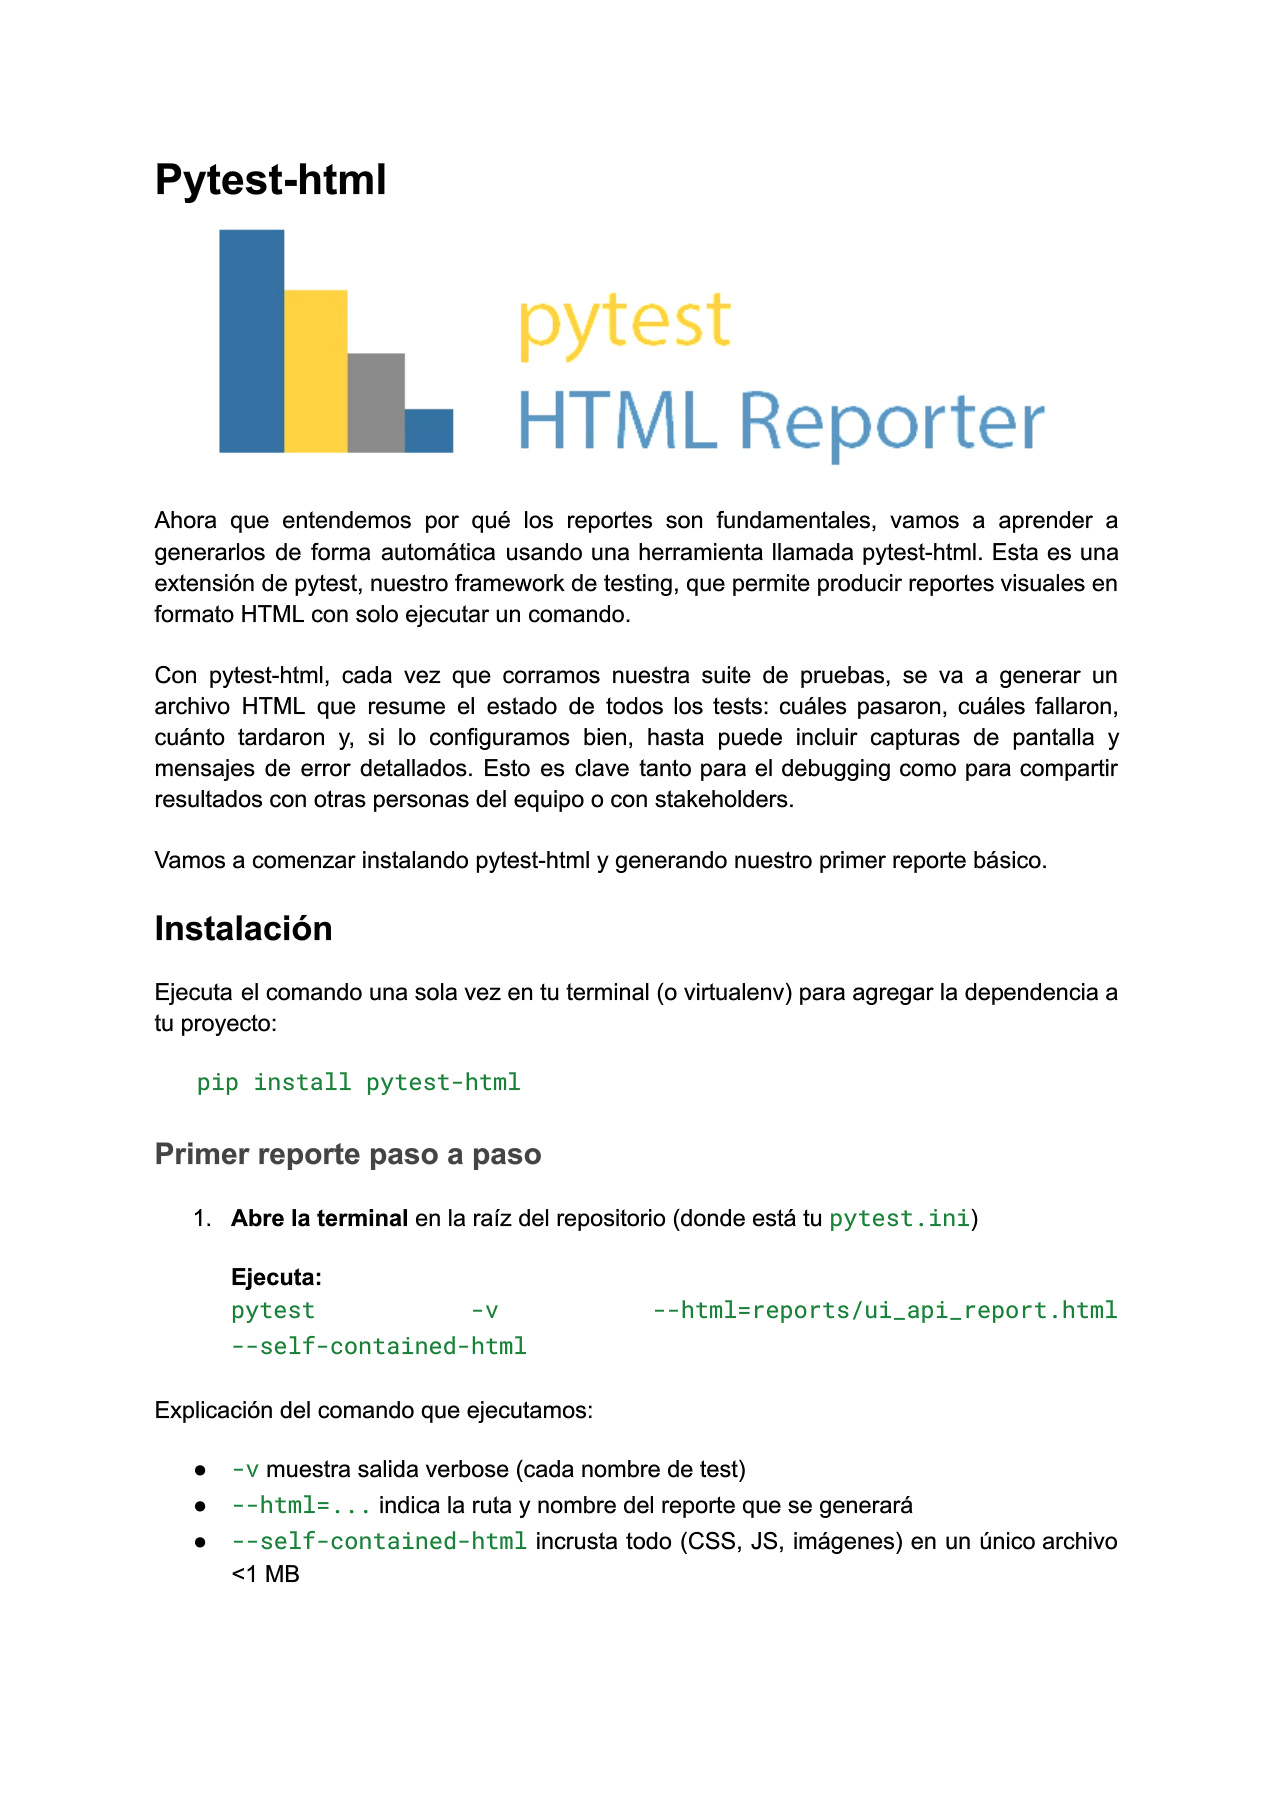 Pytest-html
pytest
HTML Reporter
Ahora que entendemos por qué los reportes son fundamentales, vamos a aprender a
generarlos de forma automática usando una herramienta llamada pytest-html. Esta es una
extensión de pytest, nuestro framework de testing, que permite producir reportes visuales en
formato HTML con solo ejecutar un comando.
Con pytest-html, cada vez que corramos nuestra suite de pruebas, se va a generar un
archivo HTML que resume el estado de todos los tests: cuáles pasaron, cuáles fallaron,
cuánto tardaron y, si lo configuramos bien, hasta puede incluir capturas de pantalla y
mensajes de error detallados. Esto es clave tanto para el debugging como para compartir
resultados con otras personas del equipo o con stakeholders.
Vamos a comenzar instalando pytest-html y generando nuestro primer reporte básico.
Instalación
Ejecuta el comando una sola vez en tu terminal (o virtualenv) para agregar la dependencia a
tu proyecto:
pip install pytest-html
Primer reporte paso a paso
1. Abre la terminal en la raíz del repositorio (donde está tu pytest.ini)
Ejecuta:
pytest -v --html=reports/ui_api_report.html
--self-contained-html
Explicación del comando que ejecutamos:
● -v muestra salida verbose (cada nombre de test)
● --html=... indica la ruta y nombre del reporte que se generará
● --self-contained-html incrusta todo (CSS, JS, imágenes) en un único archivo
<1 MB